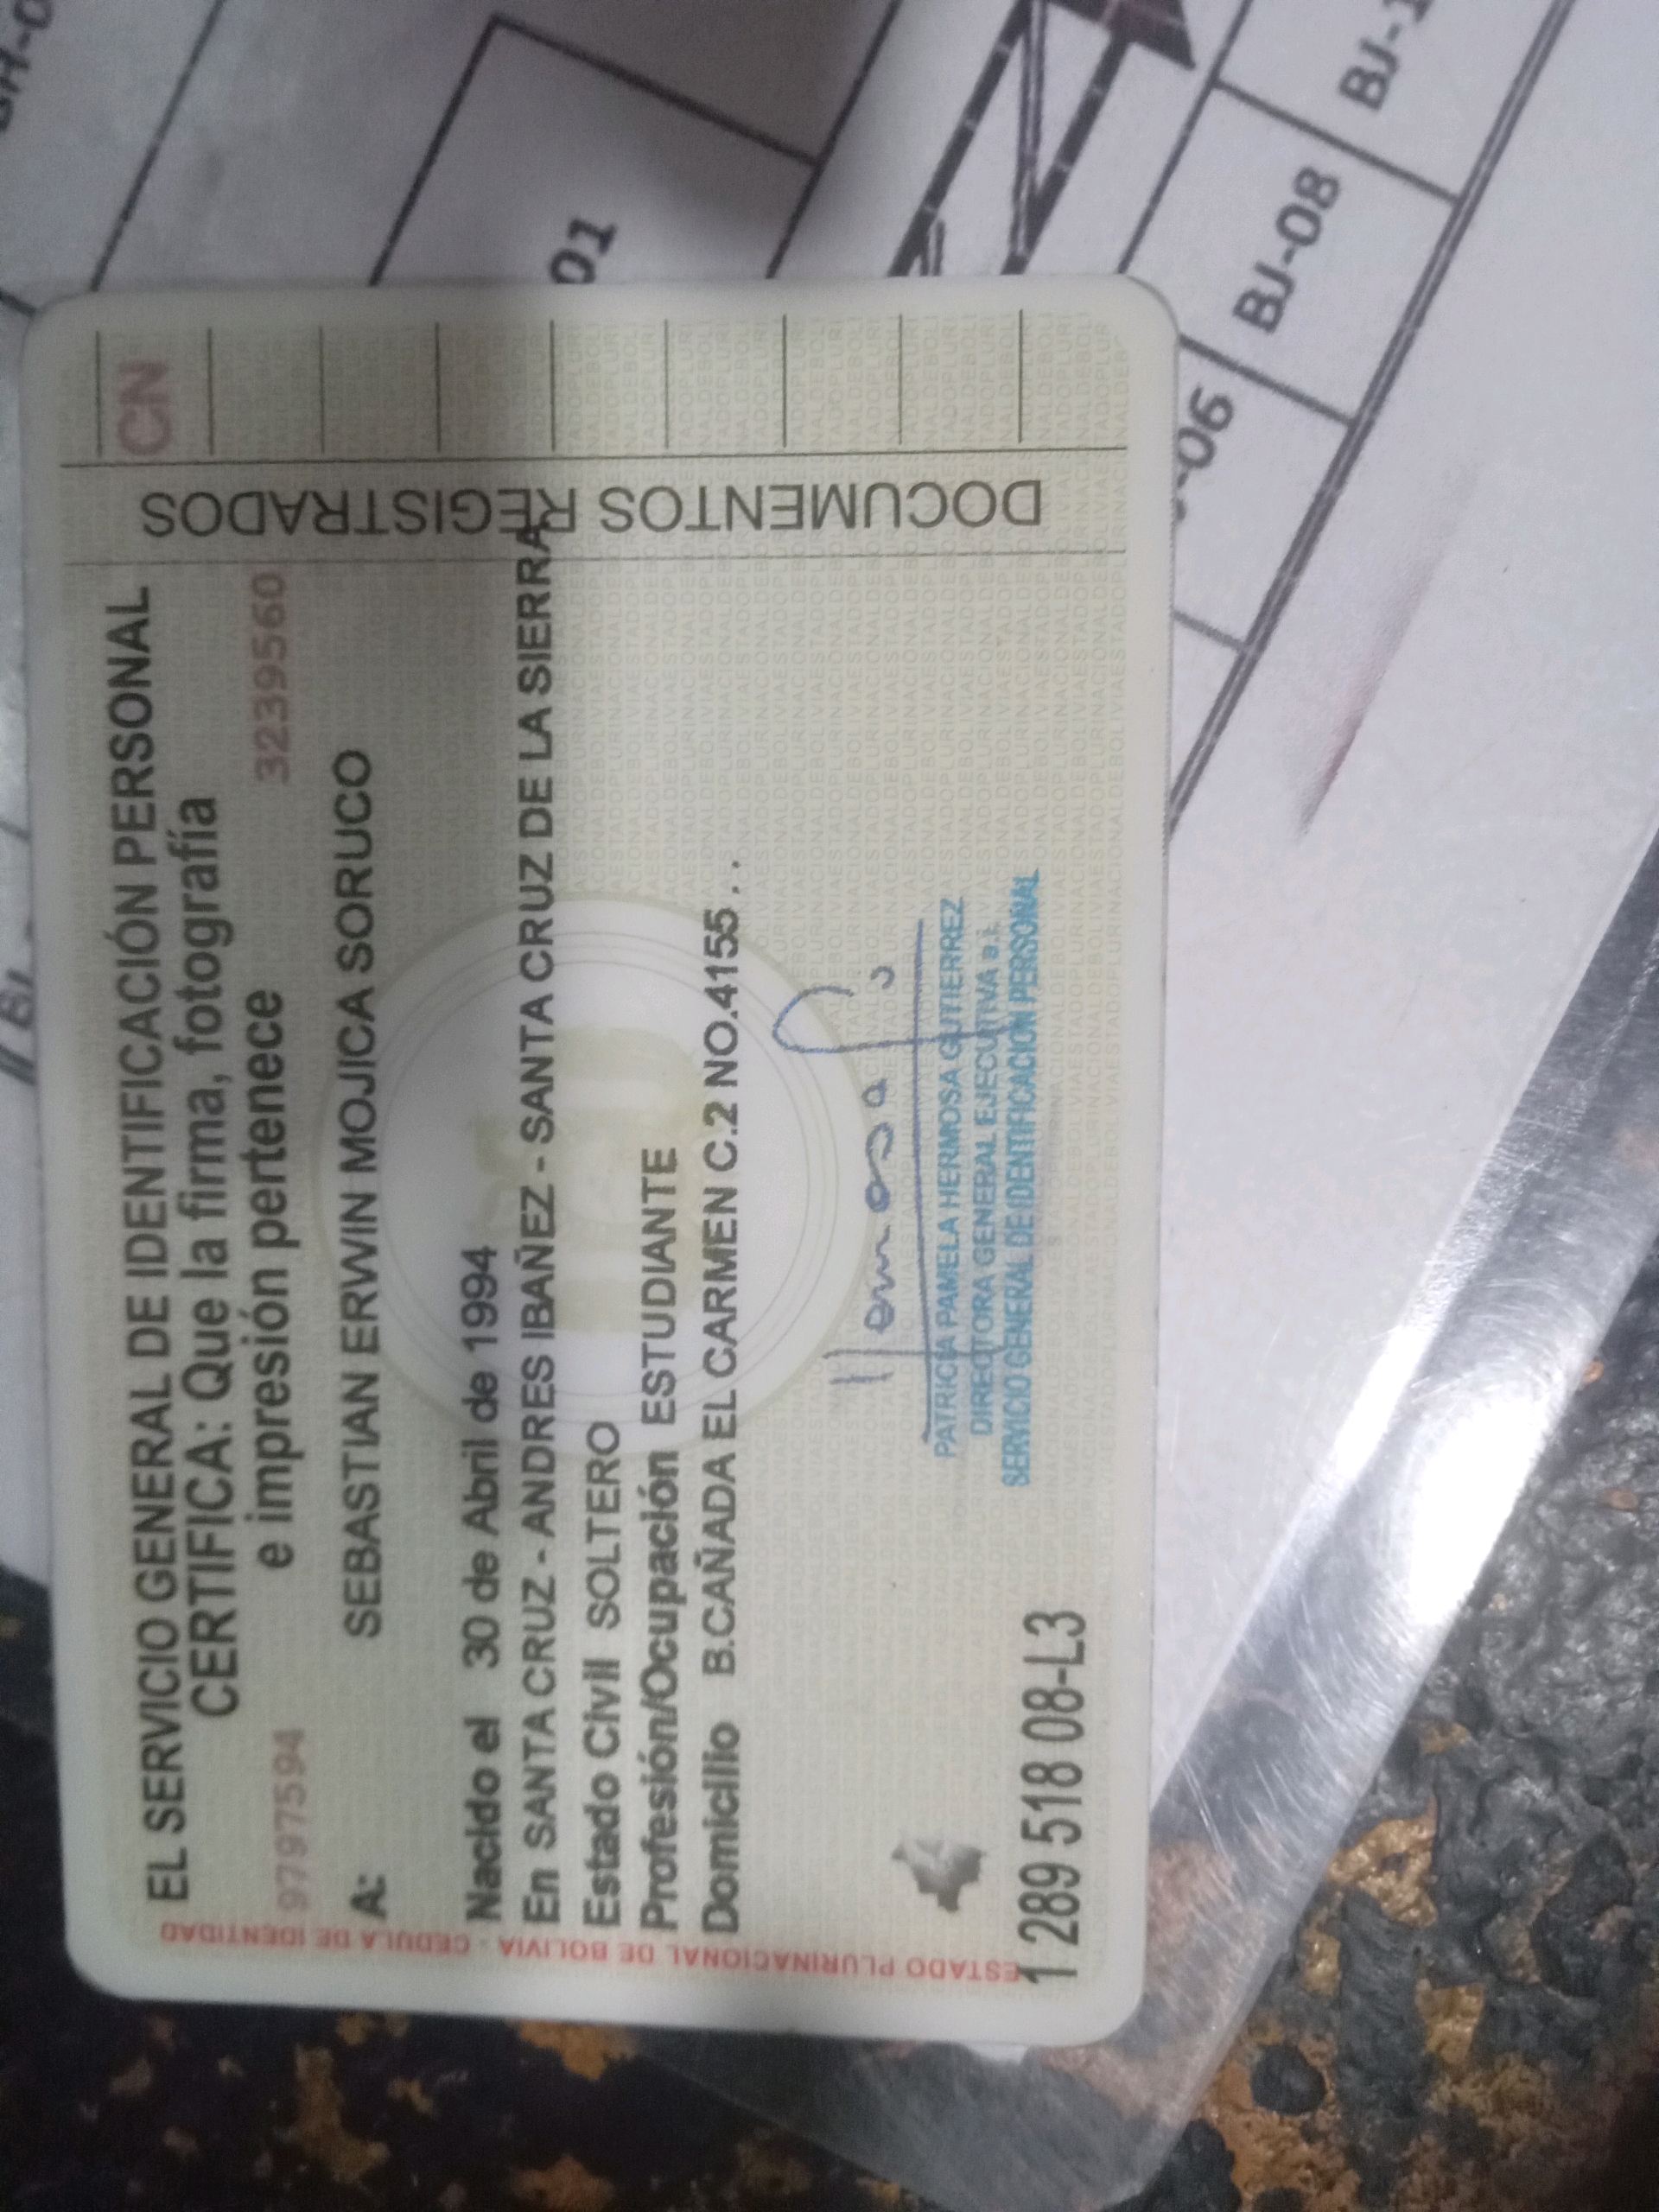 EL SERVICIO GENERAL DE IDENTIFICACIÓN PERSONAL
CERTIFICA: Que la firma, fotografía
9797594 e impresión pertenece 3239560
A: SEBASTIAN ERWIN MOJICA SORUCO
Nacido el 30 de Abril de 1994
En SANTA CRUZ - ANDRES IBAÑEZ - SANTA CRUZ DE LA SIERRA
Estado Civil SOLTERO
Profesión/Ocupación ESTUDIANTE
Domicilio B.CAÑADA EL CARMEN C.2 NO.4155 . .
PATRICIA PAMELA HERMOSA GUTIERREZ
DIRECTORA GENERAL EJECUTIVA a.i.
SERVICIO GENERAL DE IDENTIFICACION PERSONAL
1 289 518 08-L3
ESTADO PLURINACIONAL DE BOLIVIA - CEDULA DE IDENTIDAD
DOCUMENTOS REGISTRADOS
CN
01
-06
BJ-08